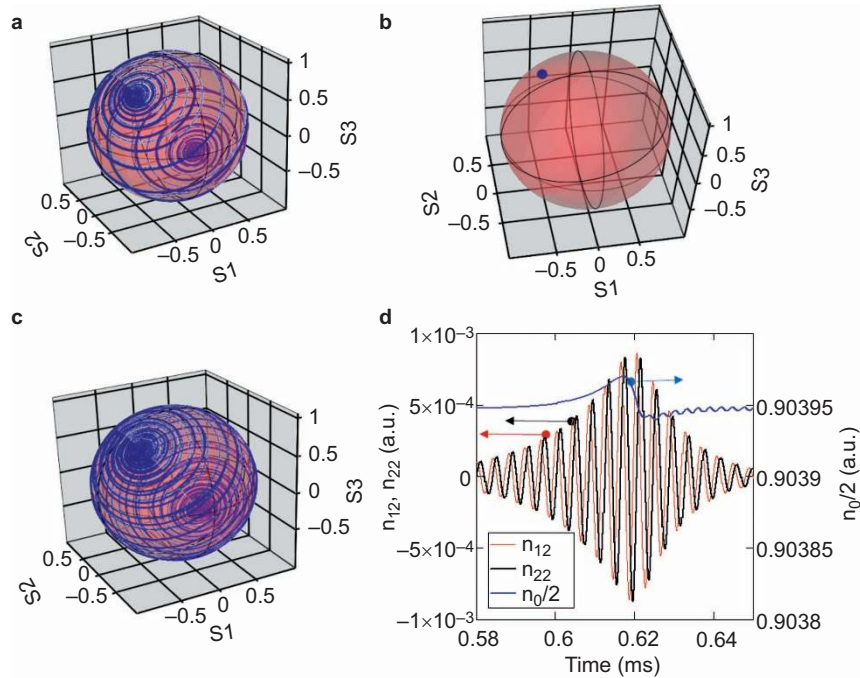 a
1
0.5
0
−0.5
S3
0.5
0
−0.5
S2
−0.5
0
0.5
S1
b
1
0.5
0
−0.5
S3
S2
0.5
0
−0.5
−0.5
0
0.5
S1
c
1
0.5
0
−0.5
S3
0.5
0
−0.5
S2
−0.5
0
0.5
S1
d
1×10⁻³
5×10⁻⁴
0
−5×10⁻⁴
−1×10⁻³
n₁₂, n₂₂ (a.u.)
n₁₂
n₂₂
n₀/2
0.90395
0.9039
0.90385
0.9038
n₀/2 (a.u.)
0.58 0.6 0.62 0.64
Time (ms)